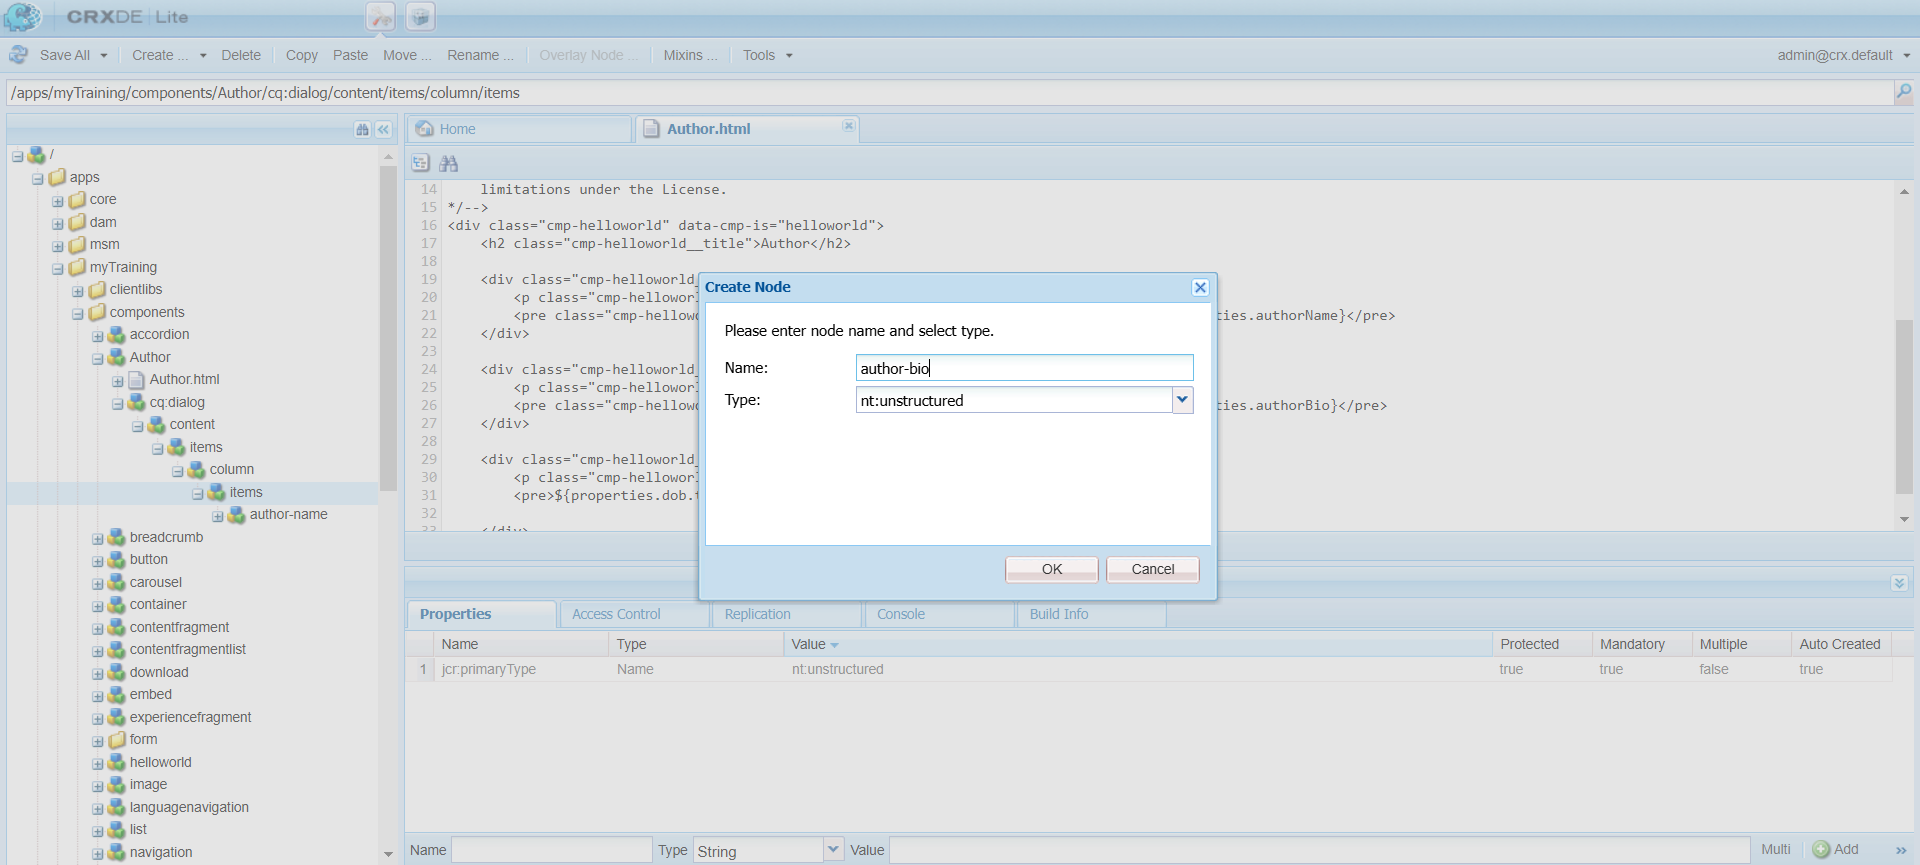 CRXDE | Lite
Save All Create ... Delete Copy Paste Move ... Rename ... Overlay Node ... Mixins ... Tools admin@crx.default
/apps/myTraining/components/Author/cq:dialog/content/items/column/items
/
apps
core
dam
msm
myTraining
clientlibs
components
accordion
Author
Author.html
cq:dialog
content
items
column
items
author-name
breadcrumb
button
carousel
container
contentfragment
contentfragmentlist
download
embed
experiencefragment
form
helloworld
image
languagenavigation
list
navigation
Home Author.html
14 limitations under the License.
15 */-->
16 <div class="cmp-helloworld" data-cmp-is="helloworld">
17 <h2 class="cmp-helloworld__title">Author</h2>
18
19 <div class="cmp-helloworld_
20 <p class="cmp-hellowor
21 <pre class="cmp-hellowo ties.authorName}</pre>
22 </div>
23
24 <div class="cmp-helloworld_
25 <p class="cmp-hellowor
26 <pre class="cmp-hellowo ties.authorBio}</pre>
27 </div>
28
29 <div class="cmp-helloworld_
30 <p class="cmp-hellowor
31 <pre>${properties.dob.
32
33 </div>
Create Node
Please enter node name and select type.
Name: author-bio
Type: nt:unstructured
OK Cancel
Properties Access Control Replication Console Build Info
Name Type Value Protected Mandatory Multiple Auto Created
1 jcr:primaryType Name nt:unstructured true true false true
Name Type String Value Multi Add